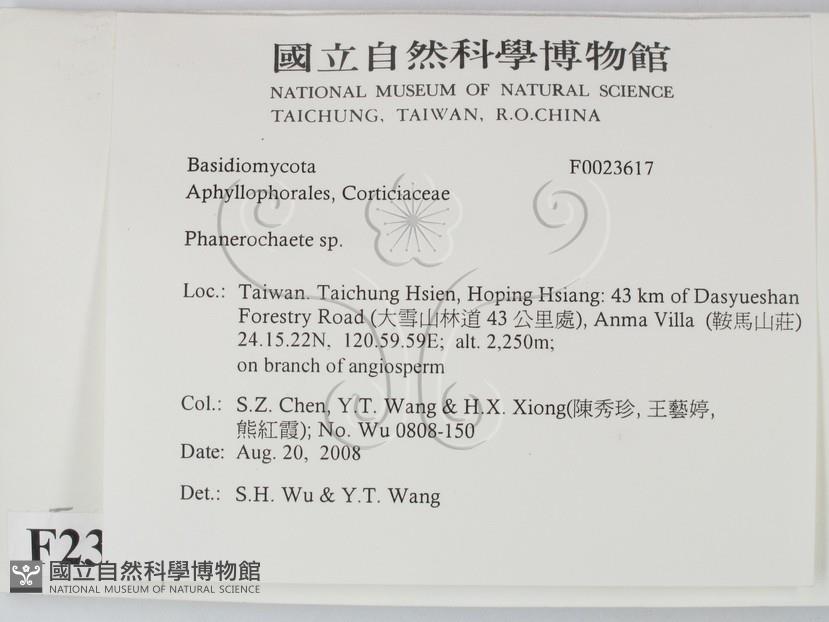 國立自然科學博物館
NATIONAL MUSEUM OF NATURAL SCIENCE
TAICHUNG, TAIWAN, R.O.CHINA
Basidiomycota F0023617
Aphyllophorales, Corticiaceae
Phanerochaete sp.
Loc.: Taiwan. Taichung Hsien, Hoping Hsiang: 43 km of Dasyueshan
Forestry Road (大雪山林道 43 公里處), Anma Villa (鞍馬山莊)
24.15.22N, 120.59.59E; alt. 2,250m;
on branch of angiosperm
Col.: S.Z. Chen, Y.T. Wang & H.X. Xiong(陳秀珍, 王藝婷,
熊紅霞); No. Wu 0808-150
Date: Aug. 20, 2008
Det.: S.H. Wu & Y.T. Wang
F23
國立自然科學博物館
NATIONAL MUSEUM OF NATURAL SCIENCE